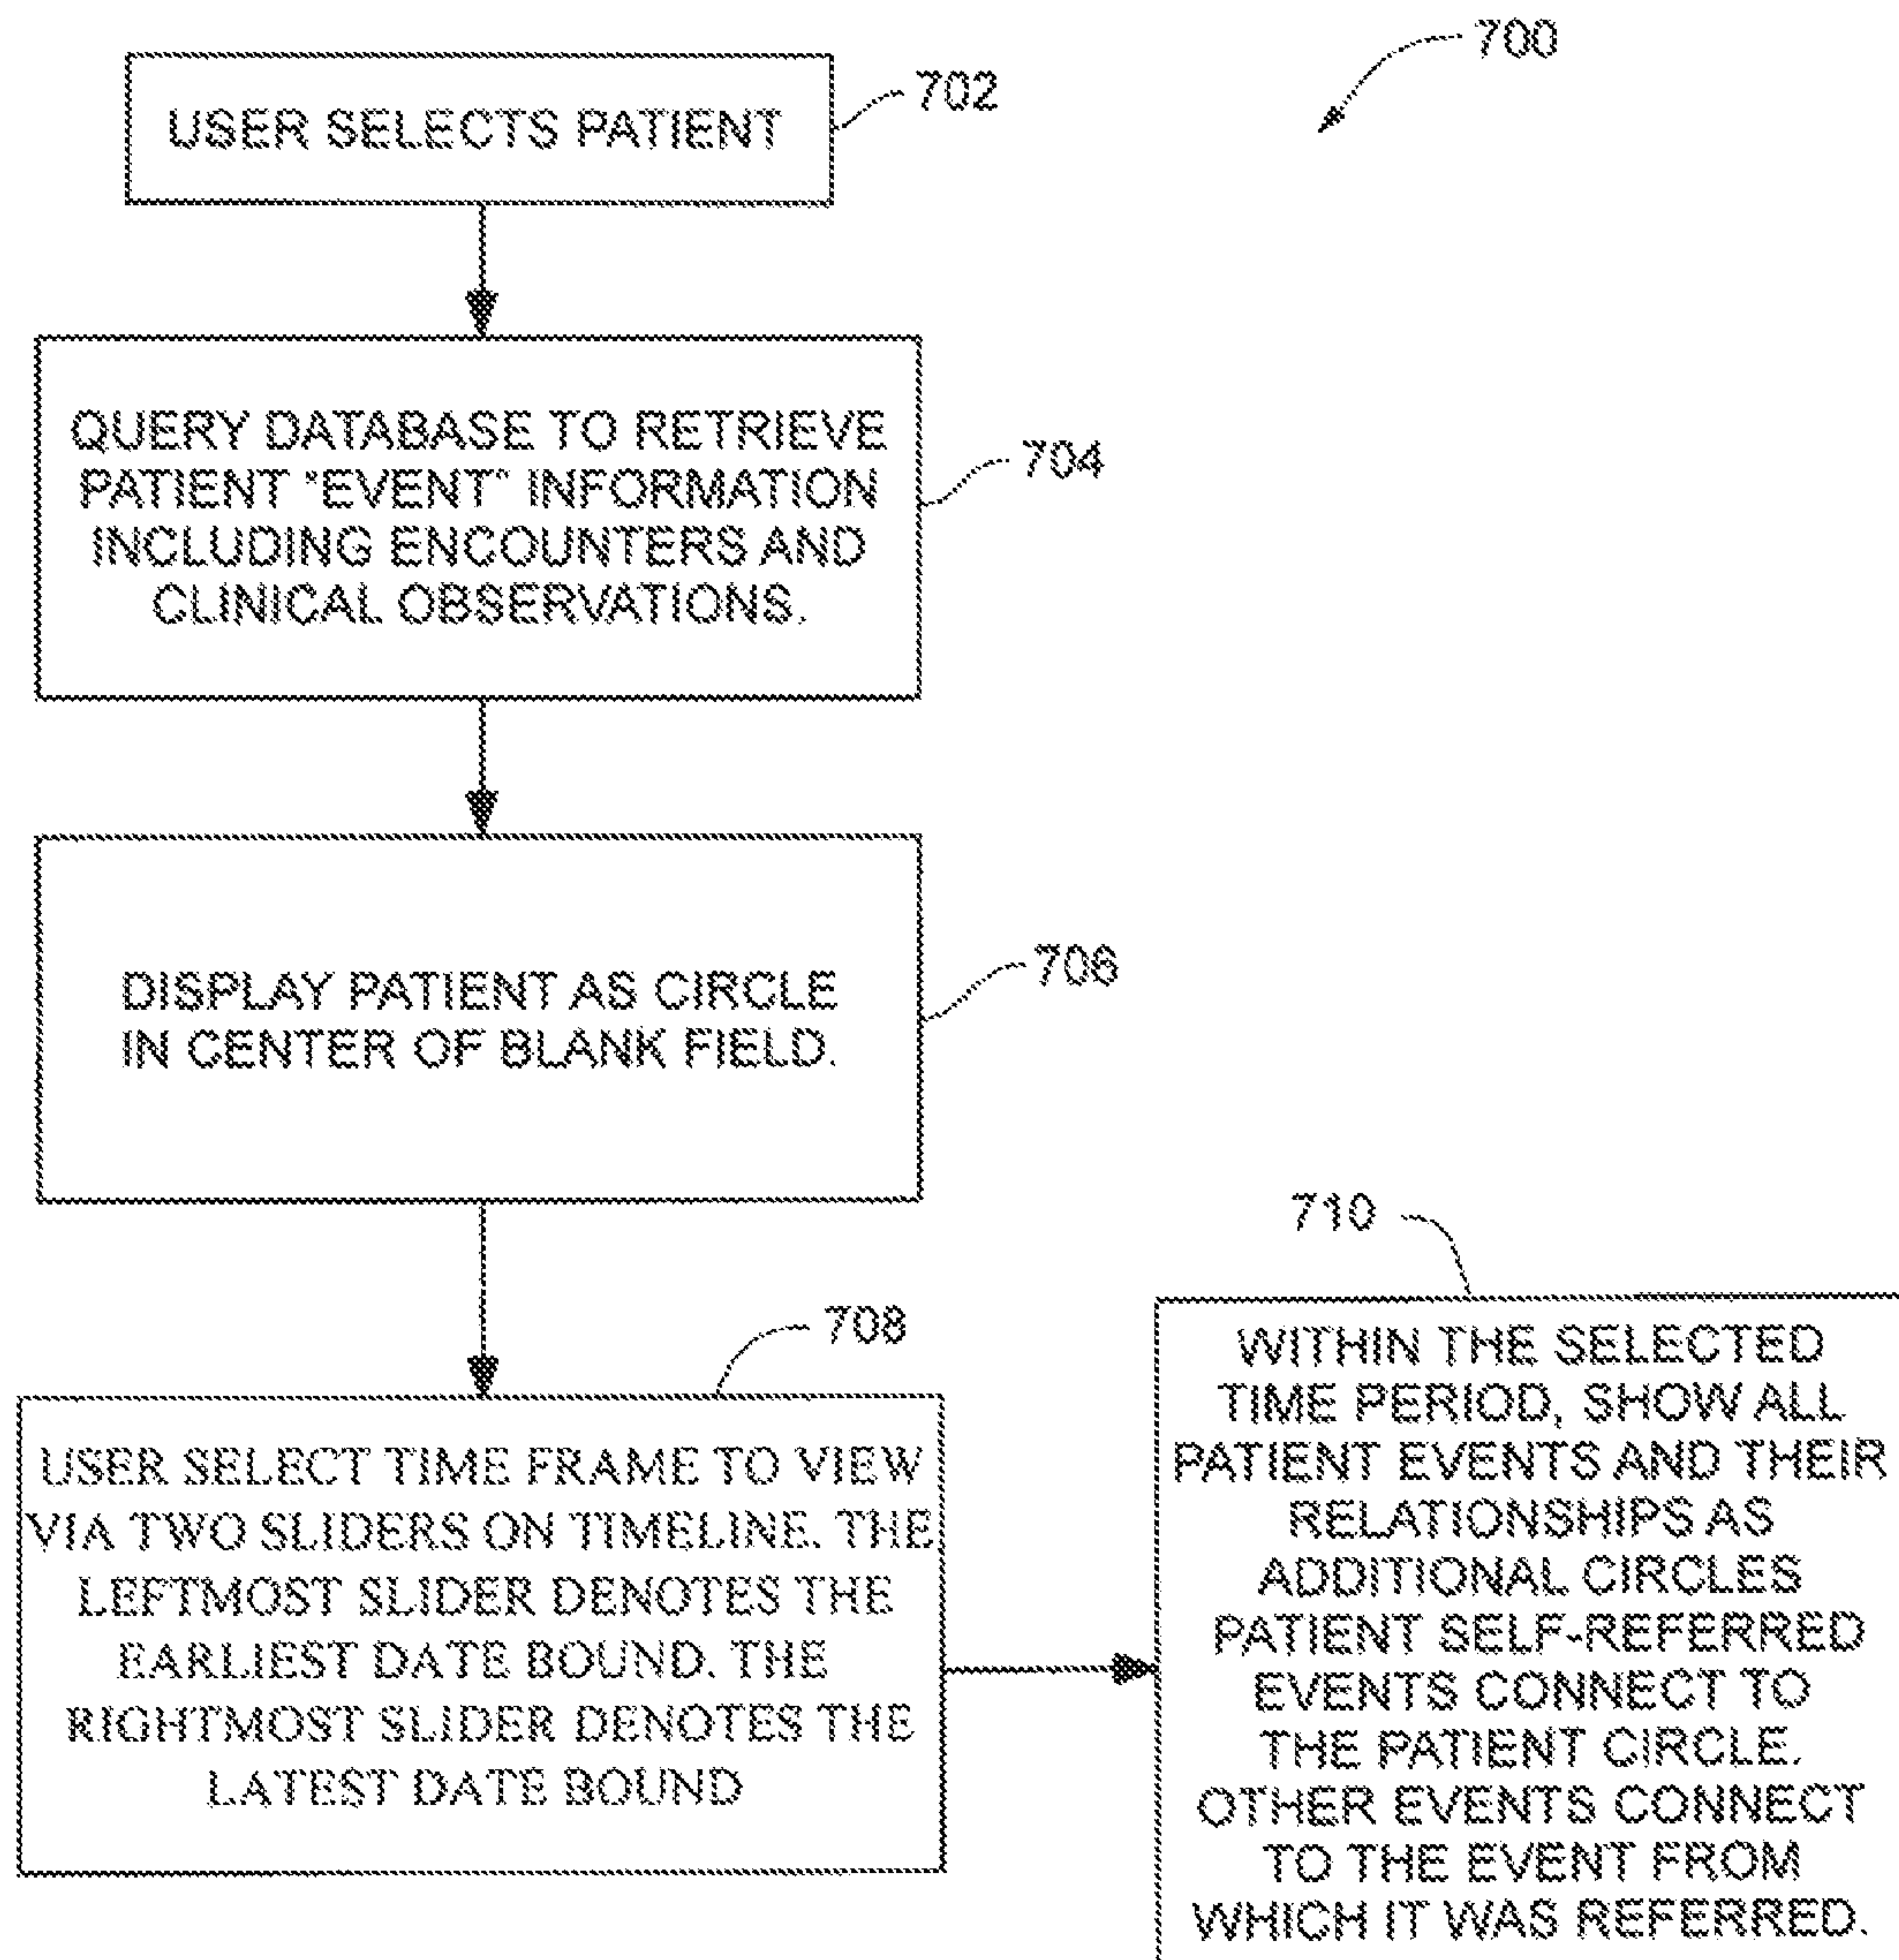 700
USER SELECTS PATIENT
702
QUERY DATABASE TO RETRIEVE
PATIENT "EVENT" INFORMATION
INCLUDING ENCOUNTERS AND
CLINICAL OBSERVATIONS.
704
DISPLAY PATIENT AS CIRCLE
IN CENTER OF BLANK FIELD.
706
708
USER SELECT TIME FRAME TO VIEW
VIA TWO SLIDERS ON TIMELINE. THE
LEFTMOST SLIDER DENOTES THE
EARLIEST DATE BOUND. THE
RIGHTMOST SLIDER DENOTES THE
LATEST DATE BOUND
710
WITHIN THE SELECTED
TIME PERIOD, SHOW ALL
PATIENT EVENTS AND THEIR
RELATIONSHIPS AS
ADDITIONAL CIRCLES
PATIENT SELF-REFERRED
EVENTS CONNECT TO
THE PATIENT CIRCLE.
OTHER EVENTS CONNECT
TO THE EVENT FROM
WHICH IT WAS REFERRED.